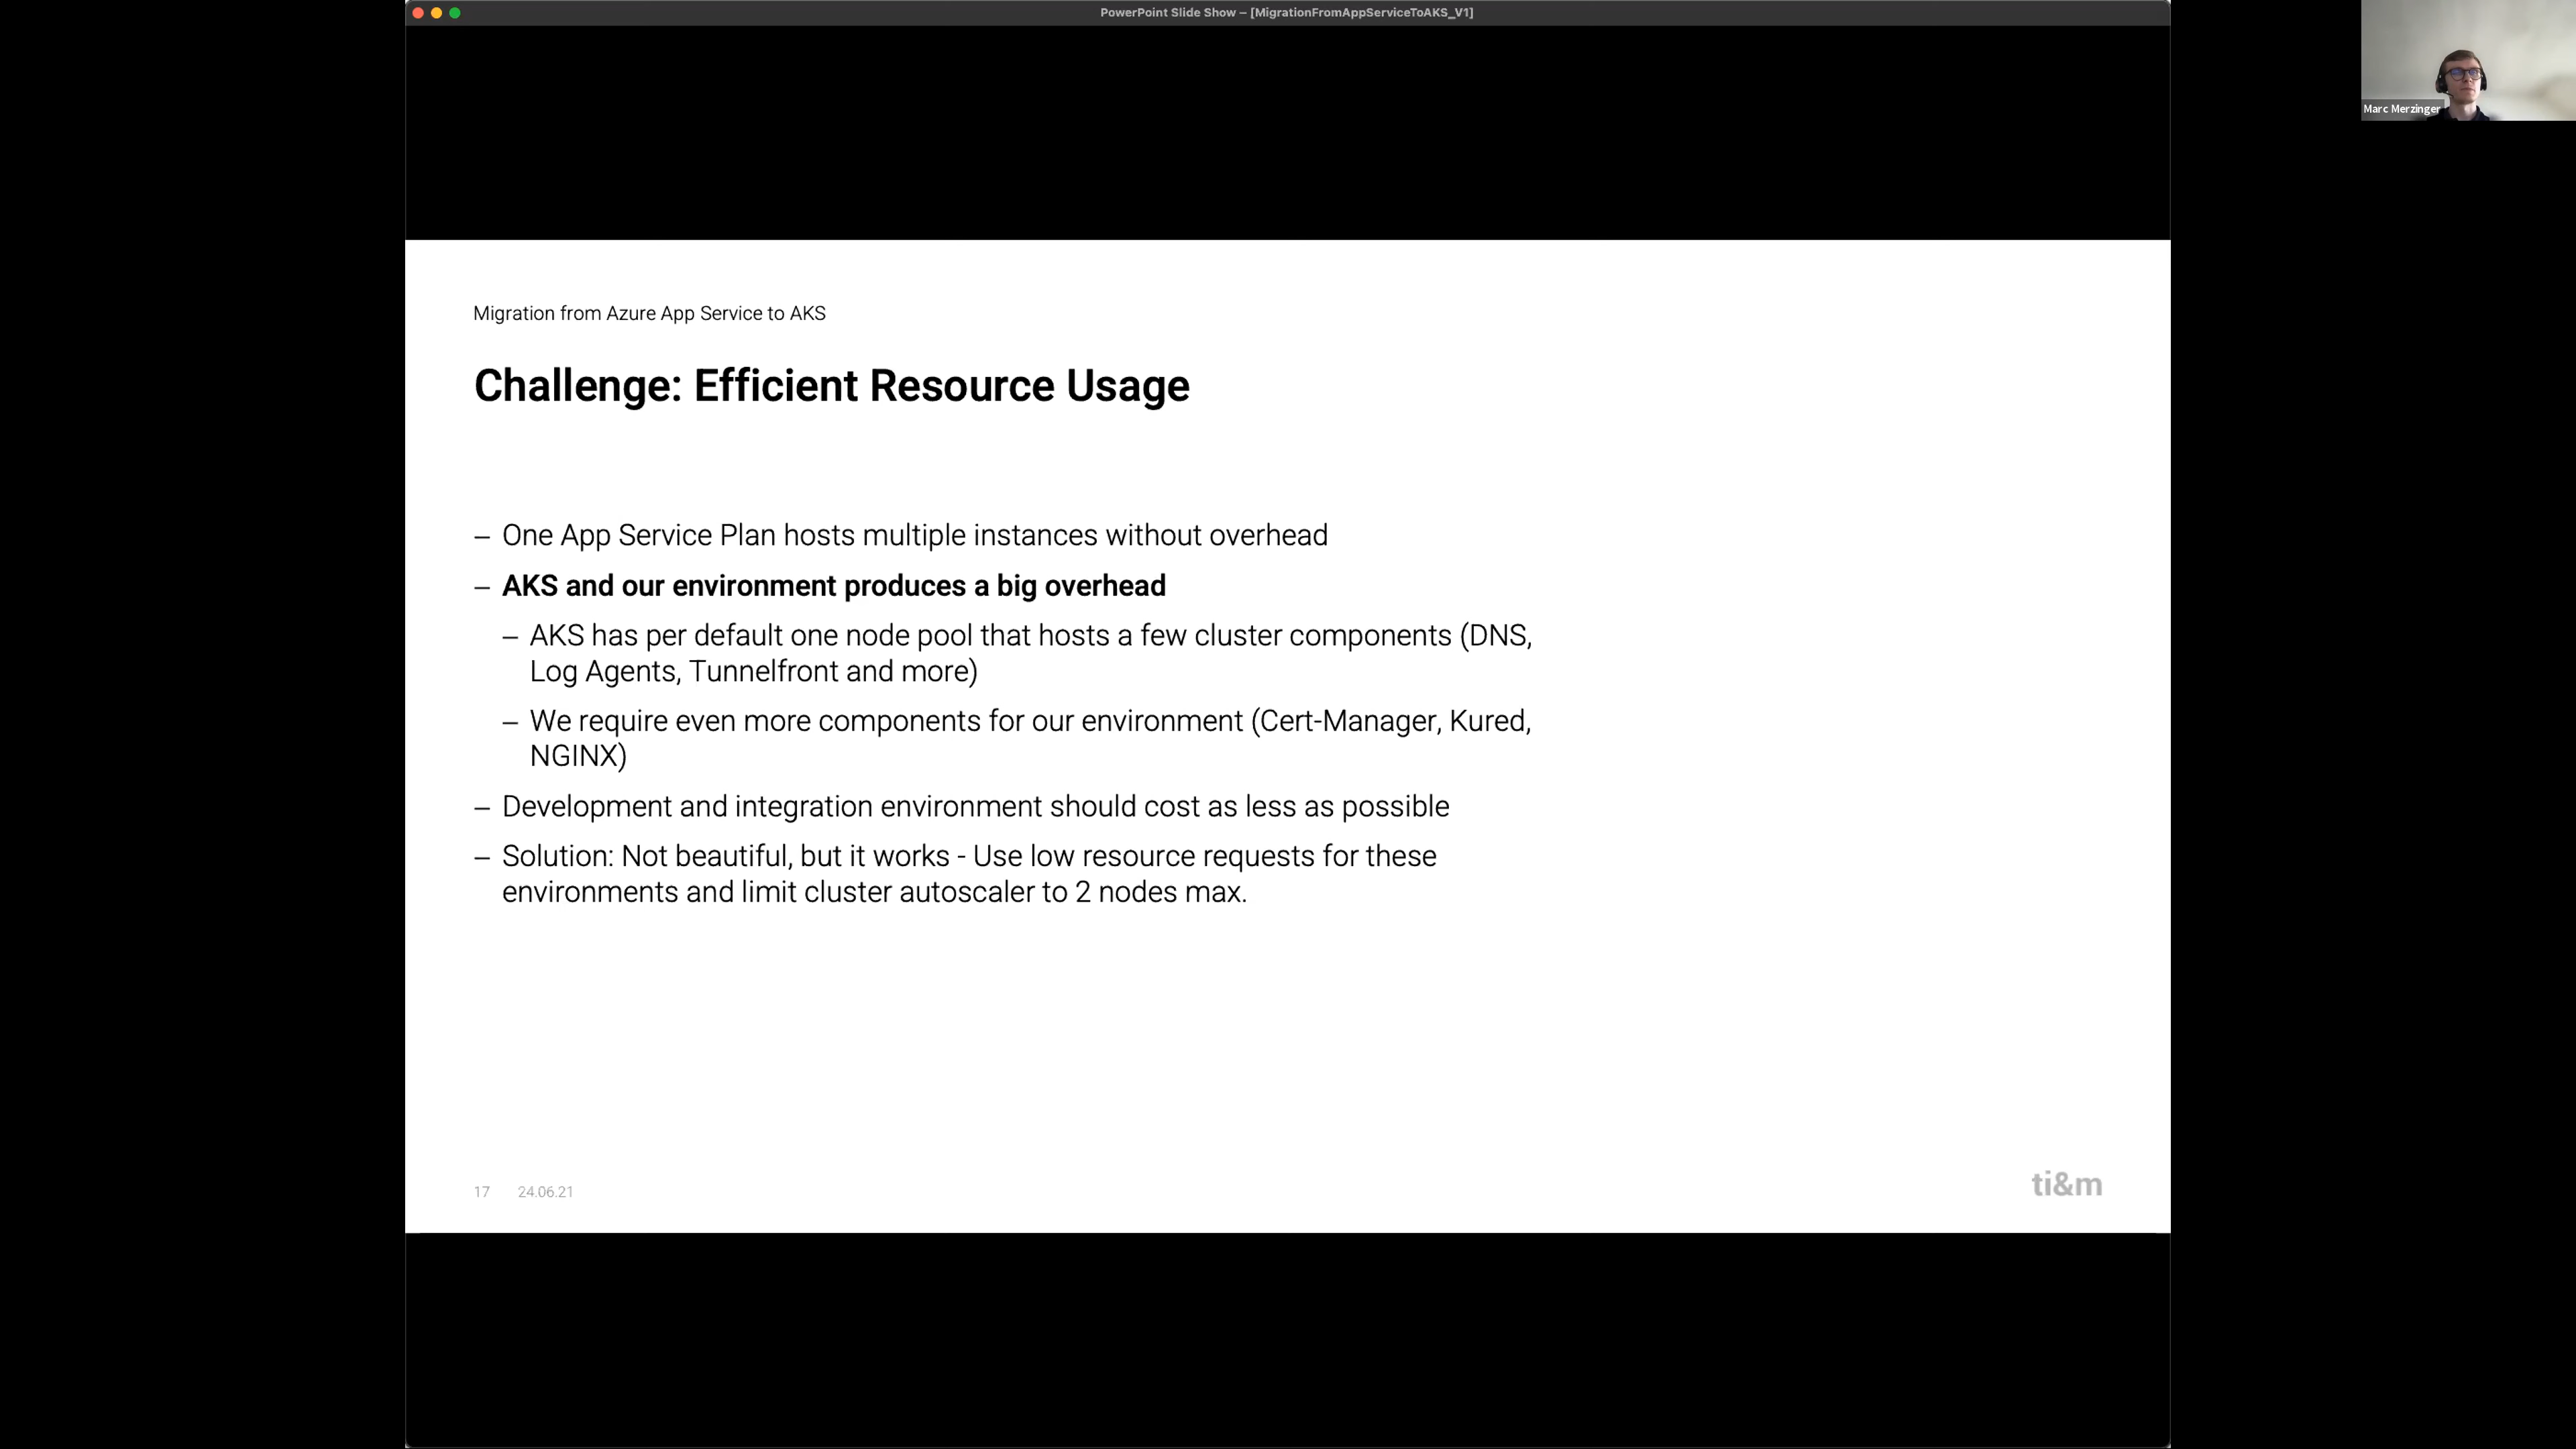 PowerPoint Slide Show – [MigrationFromAppServiceToAKS_V1]
Marc Merzinger
Migration from Azure App Service to AKS
Challenge: Efficient Resource Usage
– One App Service Plan hosts multiple instances without overhead
– AKS and our environment produces a big overhead
– AKS has per default one node pool that hosts a few cluster components (DNS,
Log Agents, Tunnelfront and more)
– We require even more components for our environment (Cert-Manager, Kured,
NGINX)
– Development and integration environment should cost as less as possible
– Solution: Not beautiful, but it works - Use low resource requests for these
environments and limit cluster autoscaler to 2 nodes max.
17 24.06.21
ti&m